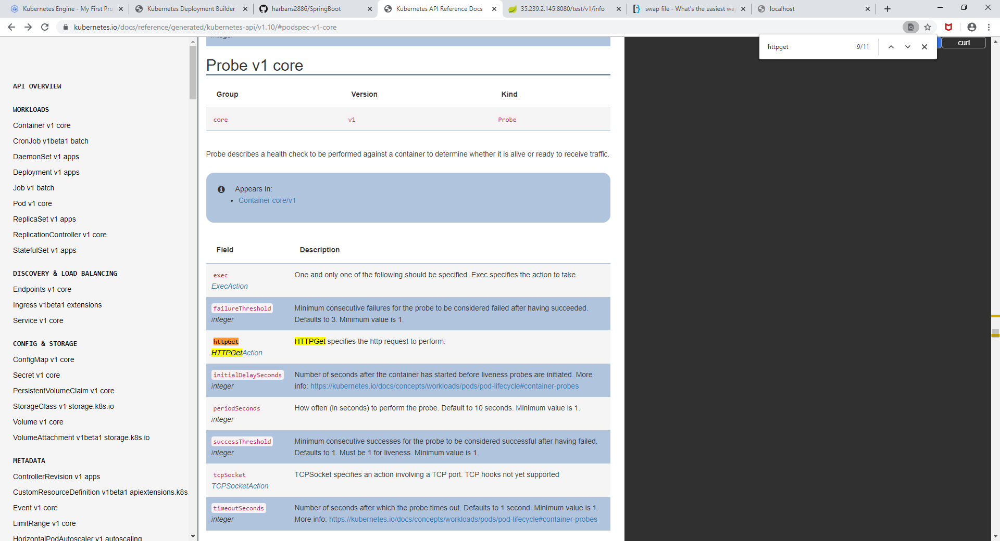 Kubernetes Engine - My First Pro
Kubernetes Deployment Builder
harbans2886/SpringBoot
Kubernetes API Reference Docs
35.239.2.145:8080/test/v1/info
swap file - What's the easiest way
localhost
kubernetes.io/docs/reference/generated/kubernetes-api/v1.10/#podspec-v1-core
httpget 9/11
curl
API OVERVIEW
WORKLOADS
Container v1 core
CronJob v1beta1 batch
DaemonSet v1 apps
Deployment v1 apps
Job v1 batch
Pod v1 core
ReplicaSet v1 apps
ReplicationController v1 core
StatefulSet v1 apps
DISCOVERY & LOAD BALANCING
Endpoints v1 core
Ingress v1beta1 extensions
Service v1 core
CONFIG & STORAGE
ConfigMap v1 core
Secret v1 core
PersistentVolumeClaim v1 core
StorageClass v1 storage.k8s.io
Volume v1 core
VolumeAttachment v1beta1 storage.k8s.io
METADATA
ControllerRevision v1 apps
CustomResourceDefinition v1beta1 apiextensions.k8s
Event v1 core
LimitRange v1 core
HorizontalPodAutoscaler v1 autoscaling
integer
Probe v1 core
Group Version Kind
core v1 Probe
Probe describes a health check to be performed against a container to determine whether it is alive or ready to receive traffic.
Appears In:
• Container core/v1
Field Description
exec
ExecAction
One and only one of the following should be specified. Exec specifies the action to take.
failureThreshold
integer
Minimum consecutive failures for the probe to be considered failed after having succeeded.
Defaults to 3. Minimum value is 1.
httpGet
HTTPGetAction
HTTPGet specifies the http request to perform.
initialDelaySeconds
integer
Number of seconds after the container has started before liveness probes are initiated. More
info: https://kubernetes.io/docs/concepts/workloads/pods/pod-lifecycle#container-probes
periodSeconds
integer
How often (in seconds) to perform the probe. Default to 10 seconds. Minimum value is 1.
successThreshold
integer
Minimum consecutive successes for the probe to be considered successful after having failed.
Defaults to 1. Must be 1 for liveness. Minimum value is 1.
tcpSocket
TCPSocketAction
TCPSocket specifies an action involving a TCP port. TCP hooks not yet supported
timeoutSeconds
integer
Number of seconds after which the probe times out. Defaults to 1 second. Minimum value is 1.
More info: https://kubernetes.io/docs/concepts/workloads/pods/pod-lifecycle#container-probes